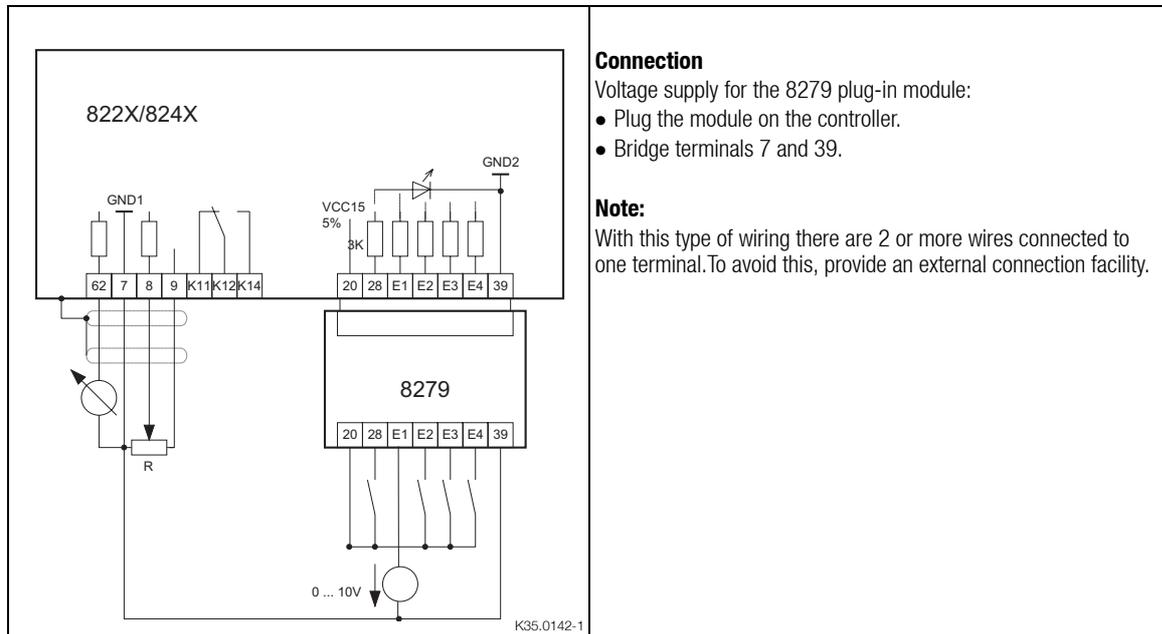 822X/824X
GND1
GND2
VCC15
5%
3K
62 7 8 9 K11 K12 K14
20 28 E1 E2 E3 E4 39
8279
20 28 E1 E2 E3 E4 39
R
0 ... 10V
K35.0142-1
Connection
Voltage supply for the 8279 plug-in module:
● Plug the module on the controller.
● Bridge terminals 7 and 39.
Note:
With this type of wiring there are 2 or more wires connected to
one terminal.To avoid this, provide an external connection facility.